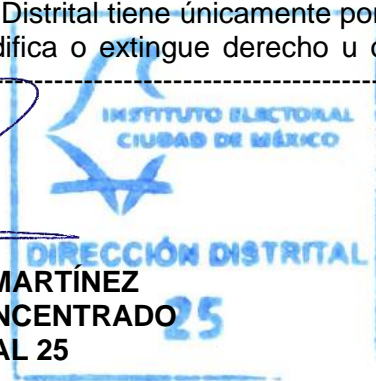 Distrital tiene únicamente por
difica o extingue derecho u o
INSTITUTO ELECTORAL
CIUDAD DE MÉXICO
DIRECCIÓN DISTRITAL
25
MARTÍNEZ
NCENTRADO
AL 25